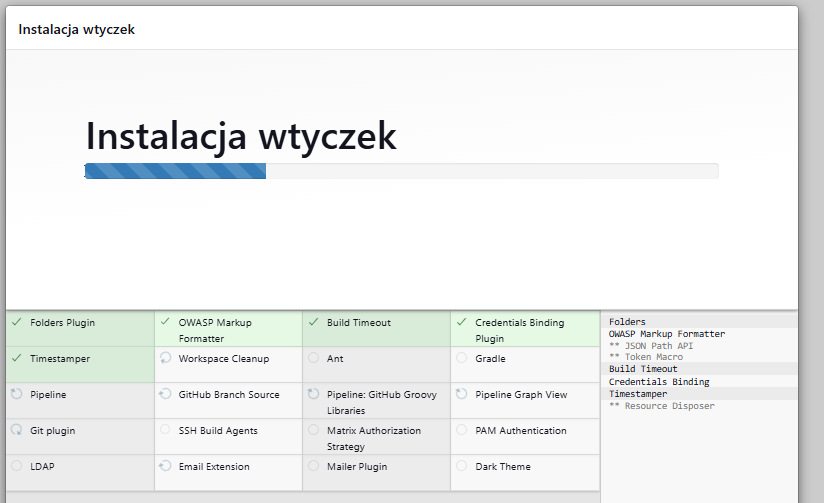 Instalacja wtyczek
Instalacja wtyczek
Folders Plugin
OWASP Markup
Formatter
Build Timeout
Credentials Binding
Plugin
Timestamper
Workspace Cleanup
Ant
Gradle
Pipeline
GitHub Branch Source
Pipeline: GitHub Groovy
Libraries
Pipeline Graph View
Git plugin
SSH Build Agents
Matrix Authorization
Strategy
PAM Authentication
LDAP
Email Extension
Mailer Plugin
Dark Theme
Folders
OWASP Markup Formatter
** JSON Path API
** Token Macro
Build Timeout
Credentials Binding
Timestamper
** Resource Disposer